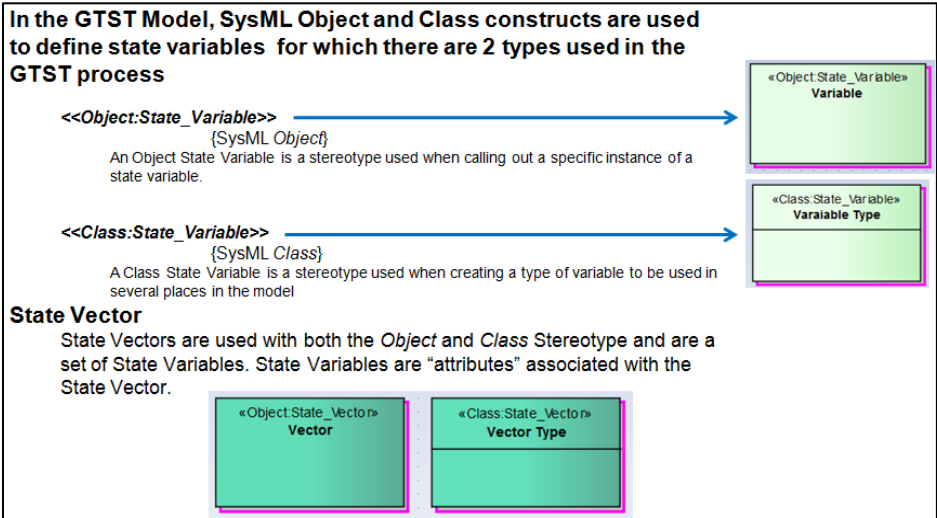 In the GTST Model, SysML Object and Class constructs are used
to define state variables for which there are 2 types used in the
GTST process
«Object:State_Variable»
Variable
<<Object:State_Variable>>
{SysML Object}
An Object State Variable is a stereotype used when calling out a specific instance of a
state variable.
«Class:State_Variable»
Varaiable Type
<<Class:State_Variable>>
{SysML Class}
A Class State Variable is a stereotype used when creating a type of variable to be used in
several places in the model
State Vector
State Vectors are used with both the Object and Class Stereotype and are a
set of State Variables. State Variables are “attributes” associated with the
State Vector.
«Object:State_Vector»
Vector
«Class:State_Vector»
Vector Type